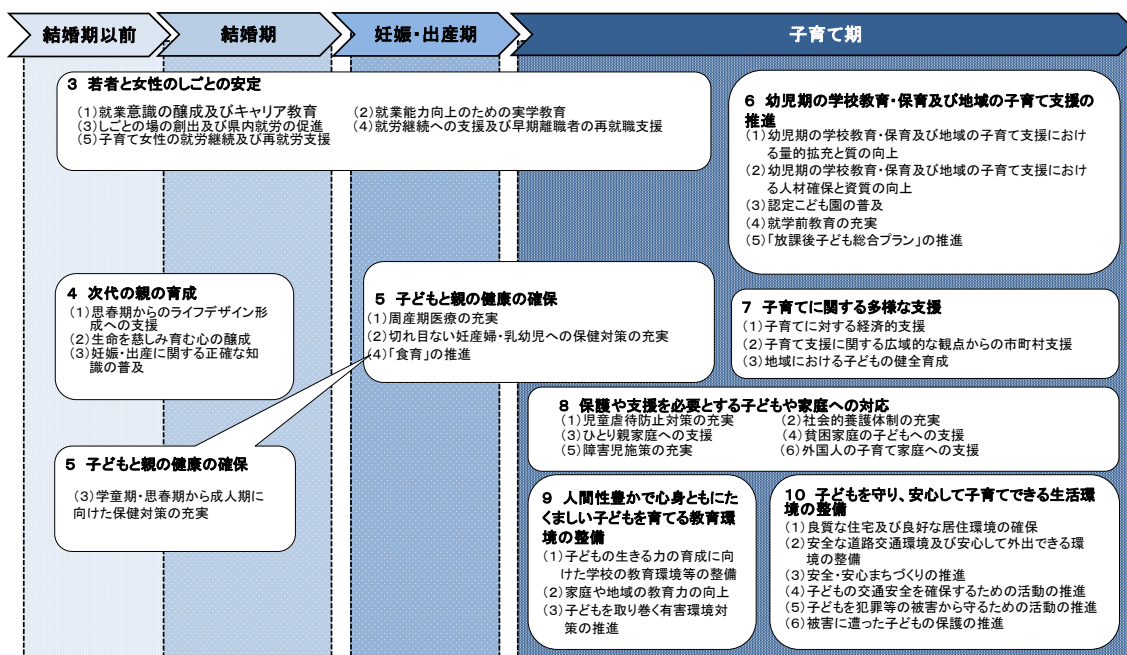 結婚期以前
結婚期
妊娠・出産期
子育て期
3 若者と女性のしごとの安定
(1)就業意識の醸成及びキャリア教育
(2)就業能力向上のための実学教育
(3)しごとの場の創出及び県内就労の促進
(4)就労継続への支援及び早期離職者の再就職支援
(5)子育て女性の就労継続及び再就労支援
6 幼児期の学校教育・保育及び地域の子育て支援の
推進
(1)幼児期の学校教育・保育及び地域の子育て支援におけ
る量的拡充と質の向上
(2)幼児期の学校教育・保育及び地域の子育て支援におけ
る人材確保と資質の向上
(3)認定こども園の普及
(4)就学前教育の充実
(5)「放課後子ども総合プラン」の推進
4 次代の親の育成
(1)思春期からのライフデザイン形
成への支援
(2)生命を慈しみ育む心の醸成
(3)妊娠・出産に関する正確な知
識の普及
5 子どもと親の健康の確保
(1)周産期医療の充実
(2)切れ目ない妊産婦・乳幼児への保健対策の充実
(4)「食育」の推進
7 子育てに関する多様な支援
(1)子育てに対する経済的支援
(2)子育て支援に関する広域的な観点からの市町村支援
(3)地域における子どもの健全育成
8 保護や支援を必要とする子どもや家庭への対応
(1)児童虐待防止対策の充実
(2)社会的養護体制の充実
(3)ひとり親家庭への支援
(4)貧困家庭の子どもへの支援
(5)障害児施策の充実
(6)外国人の子育て家庭への支援
5 子どもと親の健康の確保
(3)学童期・思春期から成人期に
向けた保健対策の充実
9 人間性豊かで心身ともにた
くましい子どもを育てる教育環
境の整備
(1)子どもの生きる力の育成に向
けた学校の教育環境等の整備
(2)家庭や地域の教育力の向上
(3)子どもを取り巻く有害環境対
策の推進
10 子どもを守り、安心して子育てできる生活環
境の整備
(1)良質な住宅及び良好な居住環境の確保
(2)安全な道路交通環境及び安心して外出できる環
境の整備
(3)安全・安心まちづくりの推進
(4)子どもの交通安全を確保するための活動の推進
(5)子どもを犯罪等の被害から守るための活動の推進
(6)被害に遭った子どもの保護の推進